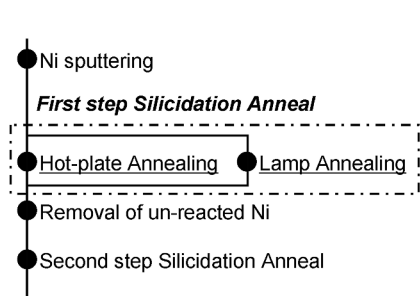 Ni sputtering
First step Silicidation Anneal
Hot-plate Annealing Lamp Annealing
Removal of un-reacted Ni
Second step Silicidation Anneal